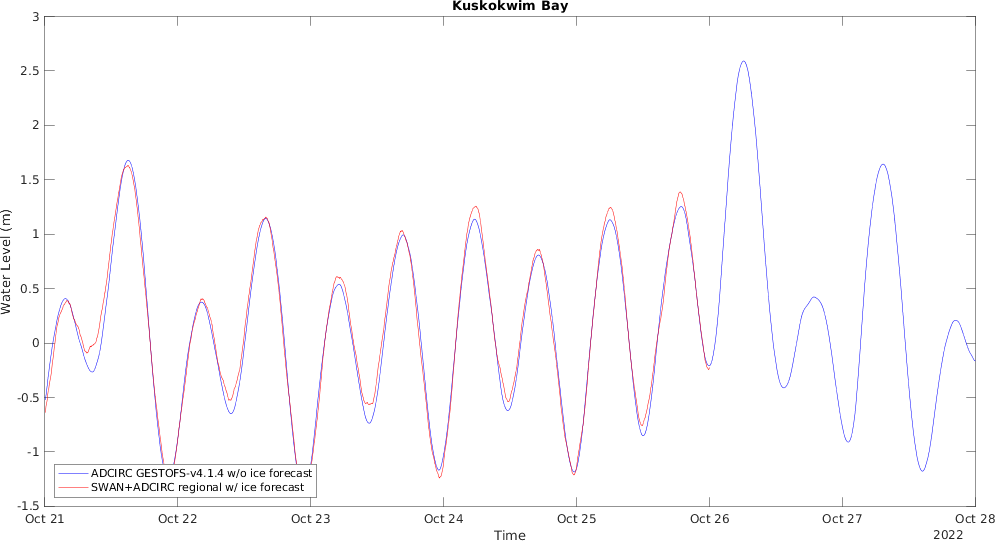 Kuskokwim Bay
3
2.5
2
1.5
1
0.5
0
-0.5
-1
-1.5
Water Level (m)
ADCIRC GESTOFS-v4.1.4 w/o ice forecast
SWAN+ADCIRC regional w/ ice forecast
Oct 21 Oct 22 Oct 23 Oct 24 Oct 25 Oct 26 Oct 27 Oct 28
Time
2022